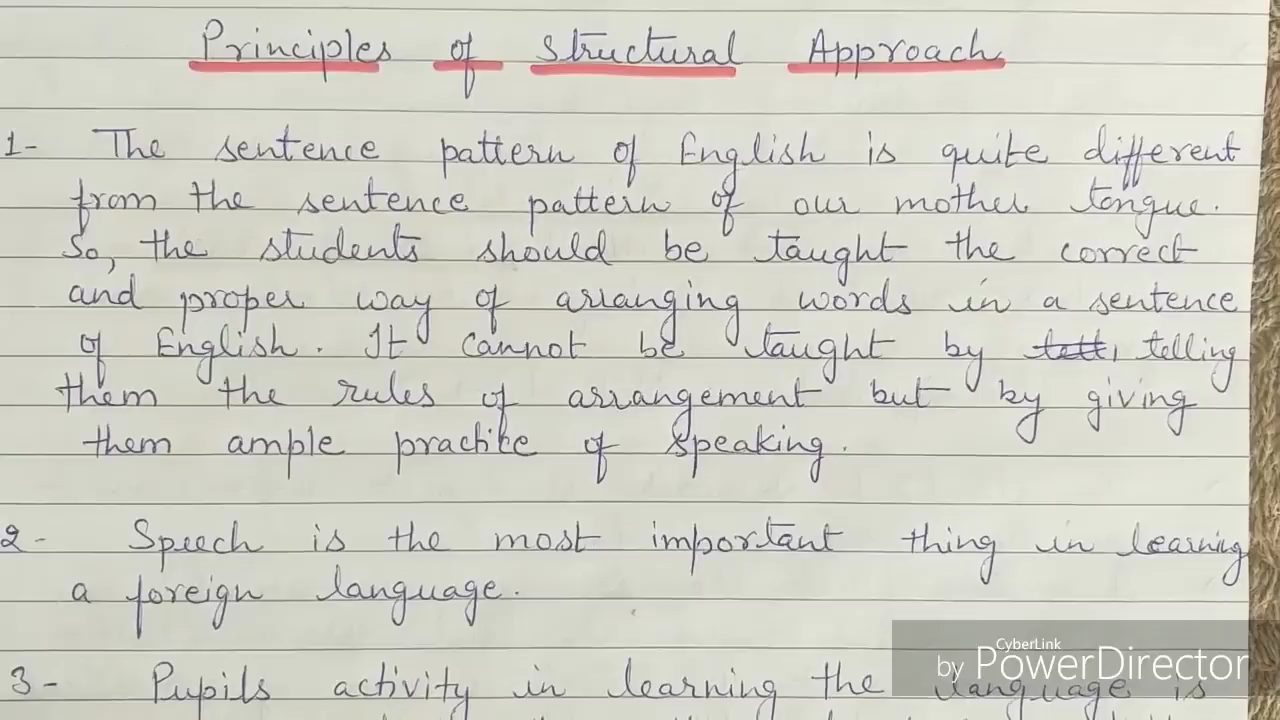 Principles of Structural Approach
1- The sentence pattern of English is quite different
from the sentence pattern of our mother tongue.
So, the students should be taught the correct
and proper way of arranging words in a sentence
of English. It cannot be taught by telling
them the rules of arrangement but by giving
them ample practice of speaking.
2- Speech is the most important thing in learning
a foreign language.
3- Pupils activity in learning the language is
CyberLink
by PowerDirector